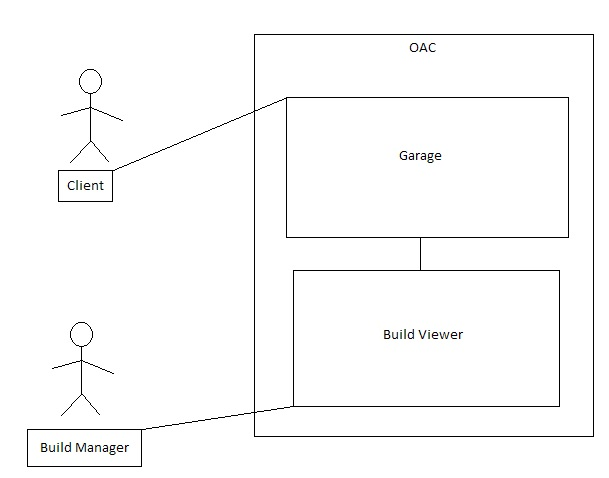 OAC
Garage
Client
Build Viewer
Build Manager